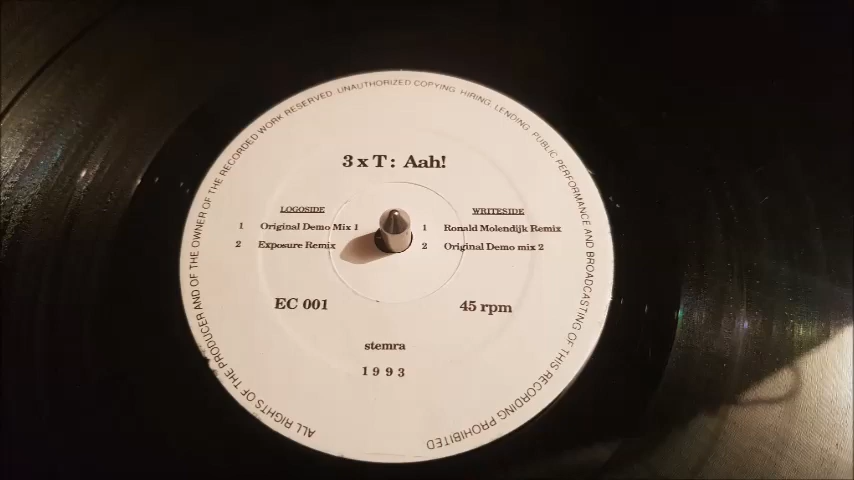 ALL RIGHTS OF THE PRODUCER AND OF THE OWNER OF THE RECORDED WORK RESERVED. UNAUTHORIZED COPYING, HIRING, LENDING, PUBLIC PERFORMANCE AND BROADCASTING OF THIS RECORDING PROHIBITED
3 x T : Aah!
LOGOSIDE
1 Original Demo Mix 1
2 Exposure Remix
WRITESIDE
1 Ronald Molendijk Remix
2 Original Demo mix 2
EC 001
45 rpm
stemra
1993